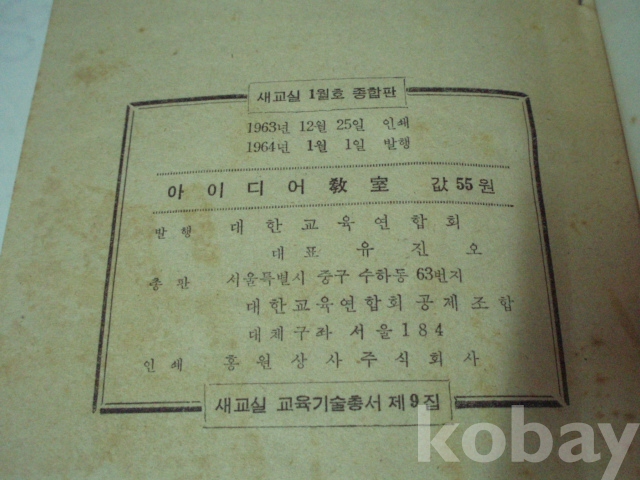 새교실 1월호 종합판
1963년 12월 25일 인쇄
1964년 1월 1일 발행
아이디어敎室 값 55원
발행 대한교육연합회
대표 유진오
총판 서울특별시 중구 수하동 63번지
대한교육연합회 공제조합
대체구좌 서울 184
인쇄 홍원상사주식회사
새교실 교육기술총서 제9집
kobay